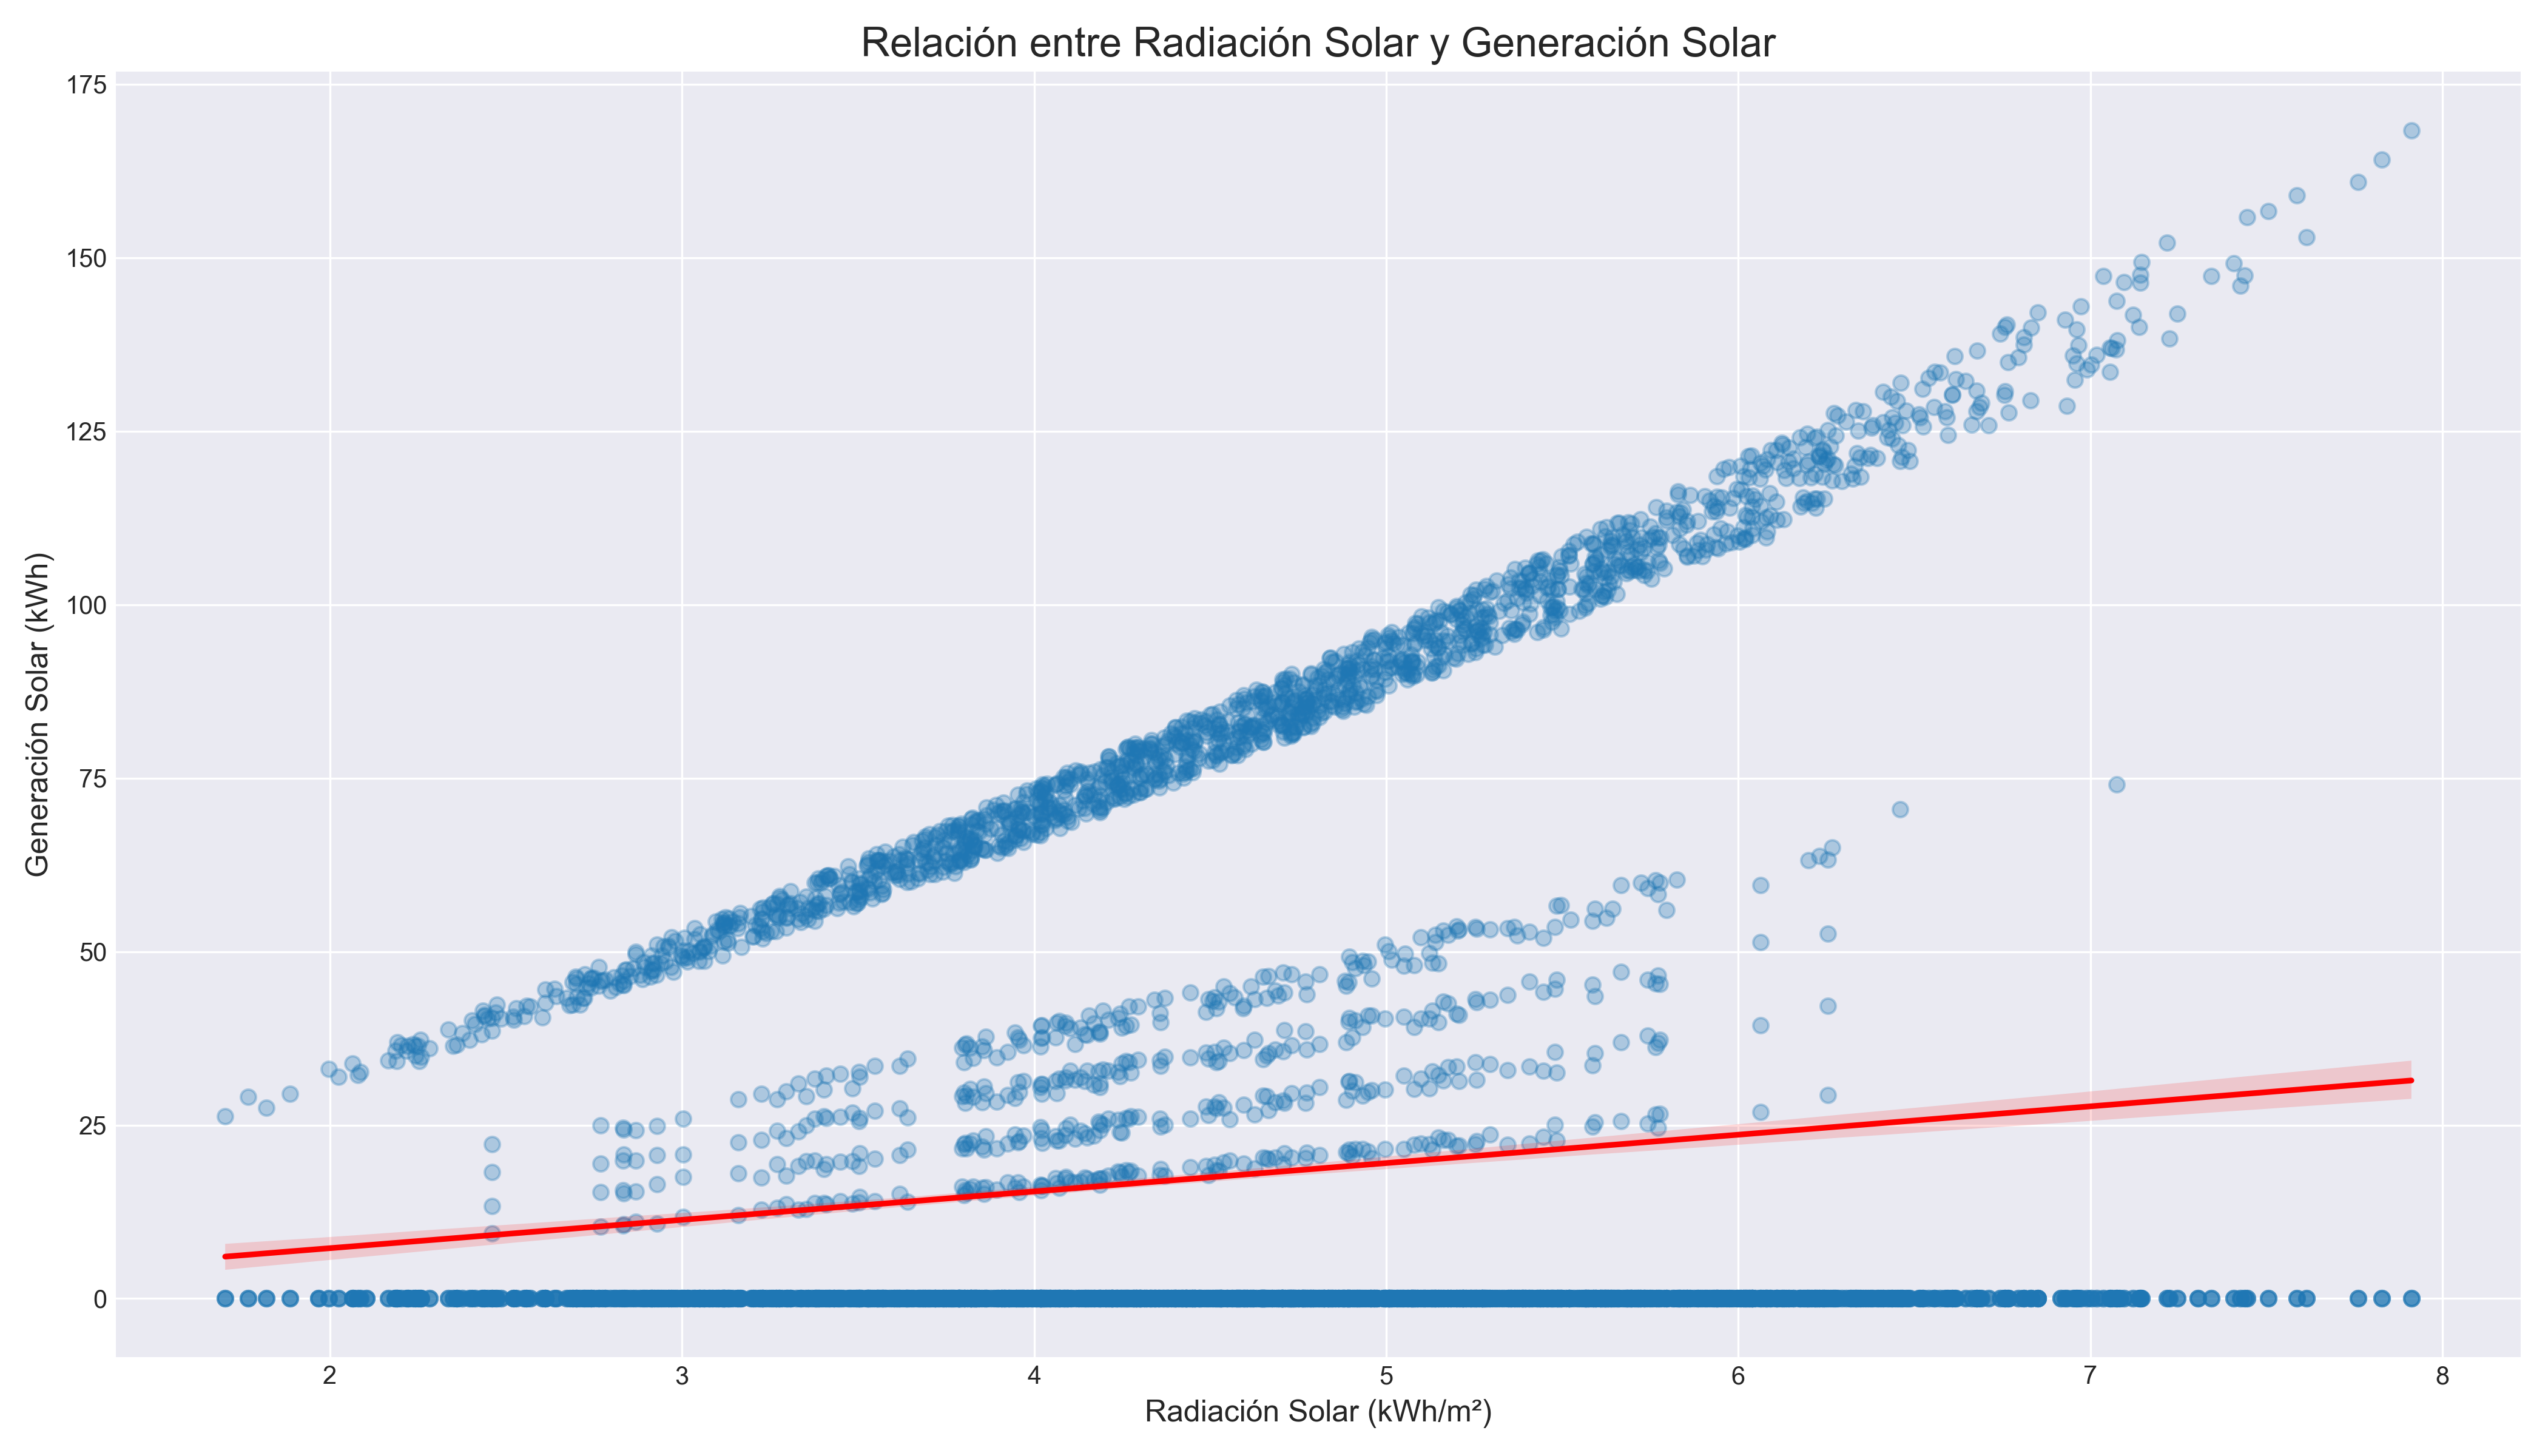 Relación entre Radiación Solar y Generación Solar
175
150
125
100
75
50
25
0
Generación Solar (kWh)
2 3 4 5 6 7 8
Radiación Solar (kWh/m²)